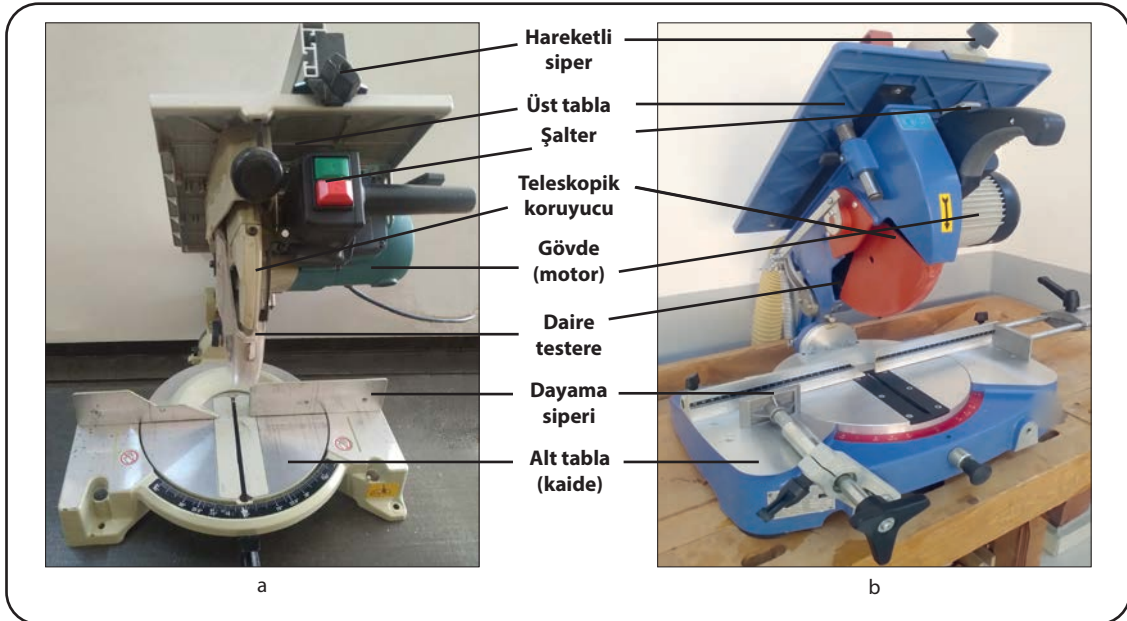 Hareketli
siper
Üst tabla
Şalter
Teleskopik
koruyucu
Gövde
(motor)
Daire
testere
Dayama
siperi
Alt tabla
(kaide)
a
b